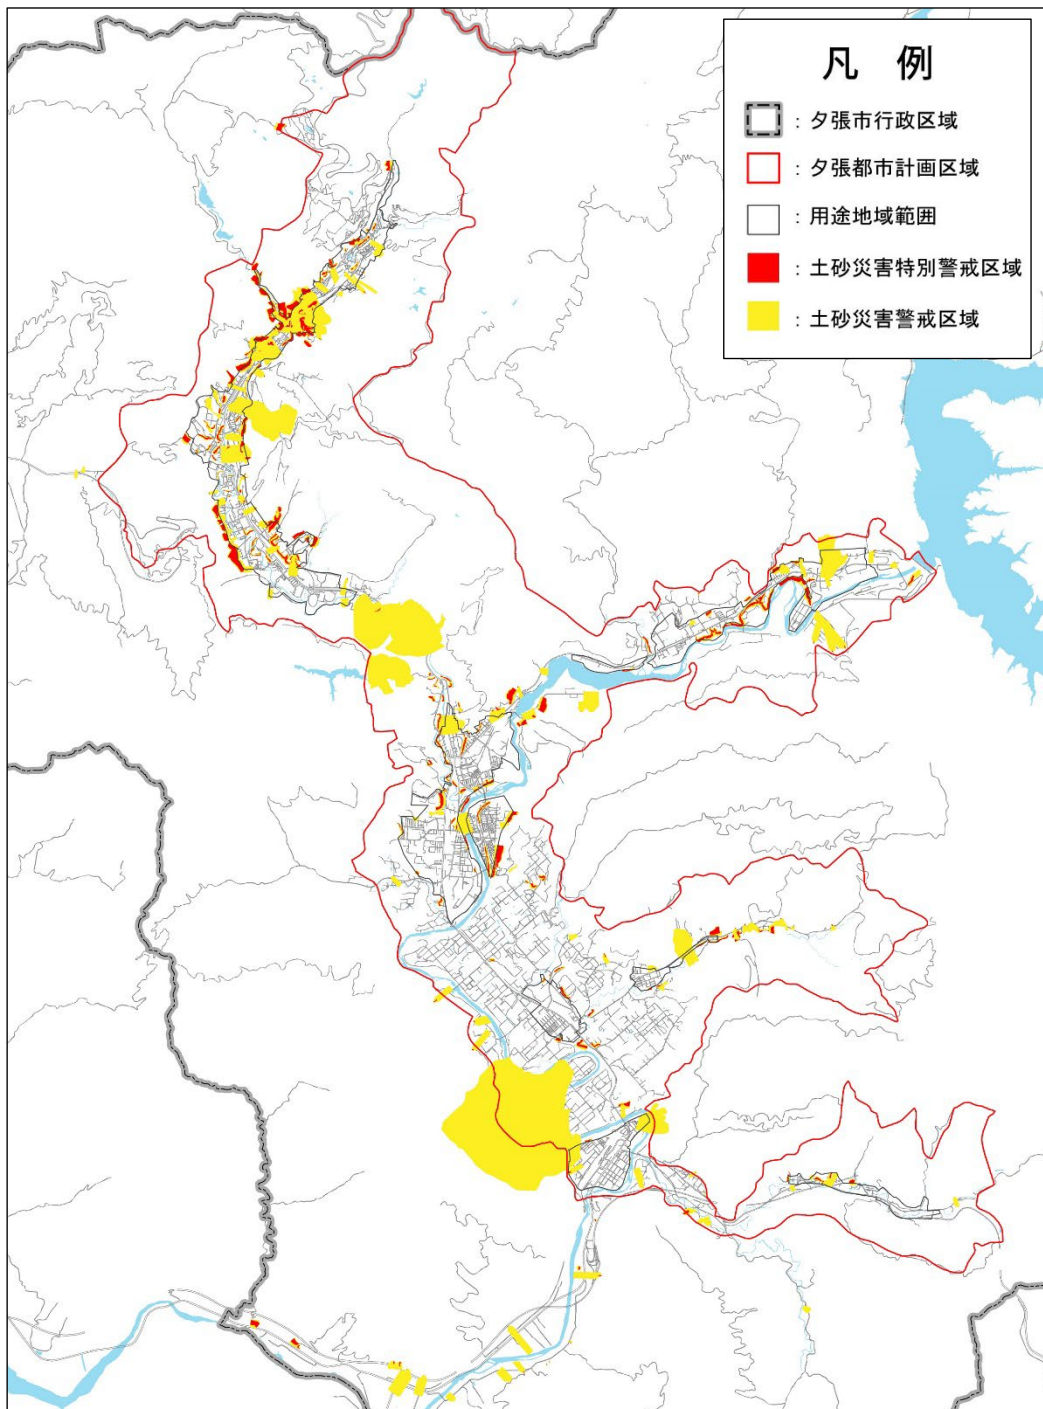 凡 例
：夕張市行政区域
：夕張都市計画区域
：用途地域範囲
：土砂災害特別警戒区域
：土砂災害警戒区域